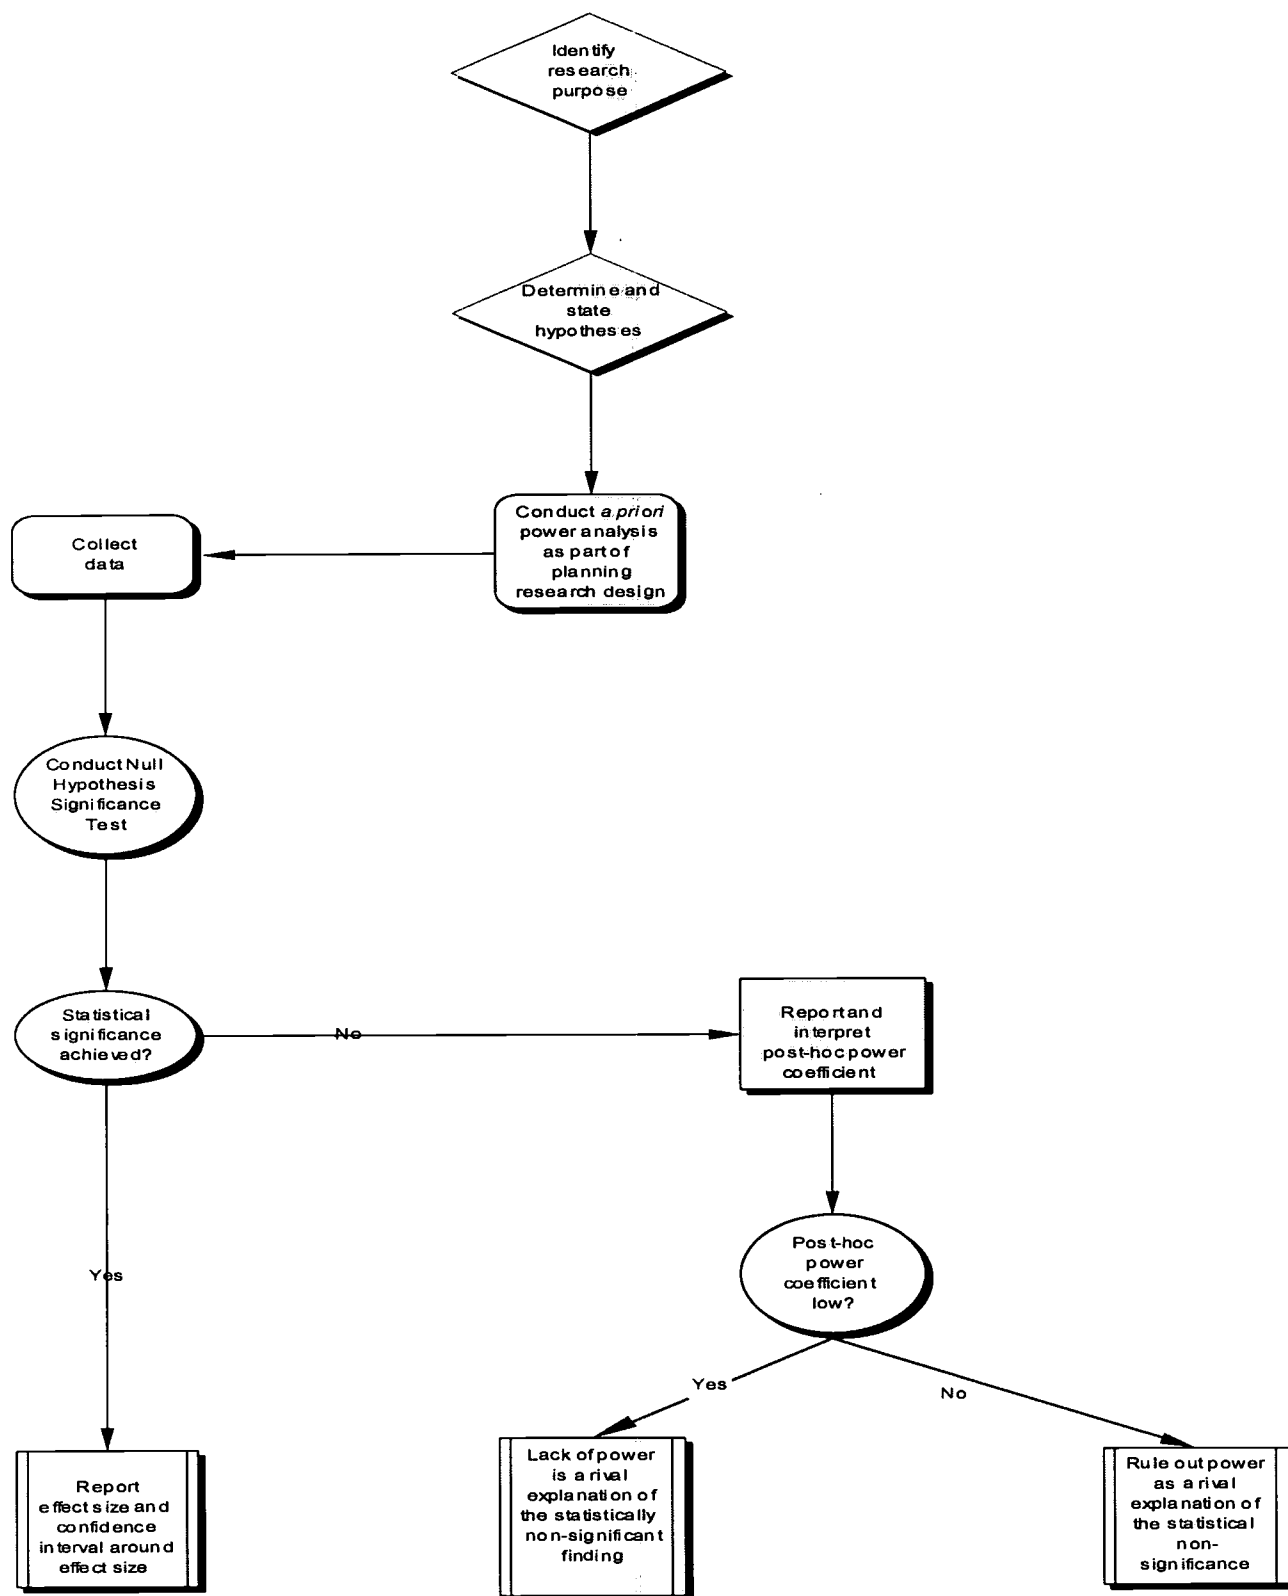 Identify
research
purpose
Determine and
state
hypotheses
Conduct a priori
power analysis
as part of
planning
research design
Collect
data
Conduct Null
Hypothesis
Significance
Test
Statistical
significance
achieved?
No
Report and
interpret
post-hoc power
coefficient
Yes
Post-hoc
power
coefficient
low?
Yes
No
Report
effect size and
confidence
interval around
effect size
Lack of power
is a rival
explanation of
the statistically
non-significant
finding
Rule out power
as a rival
explanation of
the statistical
non-
significance